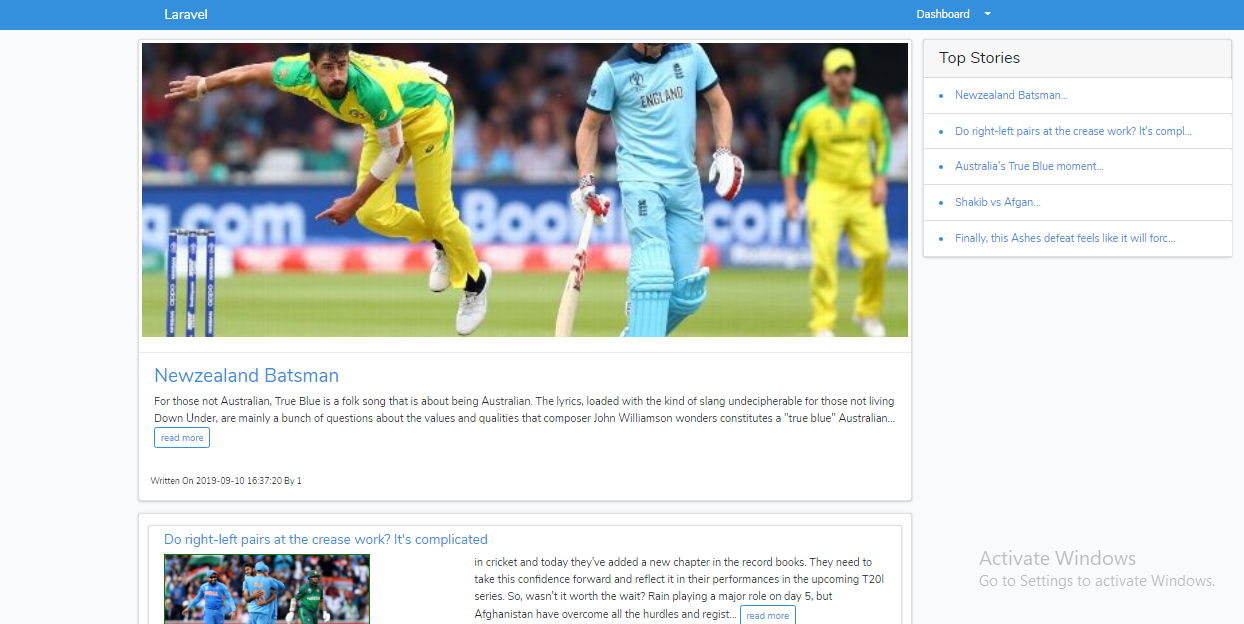 Laravel
Dashboard
ENGLAND
g.com
Booking.com
Booking.com
oppo
oppo
Newzealand Batsman
For those not Australian, True Blue is a folk song that is about being Australian. The lyrics, loaded with the kind of slang undecipherable for those not living
Down Under, are mainly a bunch of questions about the values and qualities that composer John Williamson wonders constitutes a "true blue" Australian...
read more
Written On 2019-09-10 16:37:20 By 1
Do right-left pairs at the crease work? It's complicated
in cricket and today they've added a new chapter in the record books. They need to
take this confidence forward and reflect it in their performances in the upcoming T20I
series. So, wasn't it worth the wait? Rain playing a major role on day 5, but
Afghanistan have overcome all the hurdles and regist... read more
Top Stories
Newzealand Batsman...
Do right-left pairs at the crease work? It's compl...
Australia's True Blue moment...
Shakib vs Afgan...
Finally, this Ashes defeat feels like it will forc...
Activate Windows
Go to Settings to activate Windows.